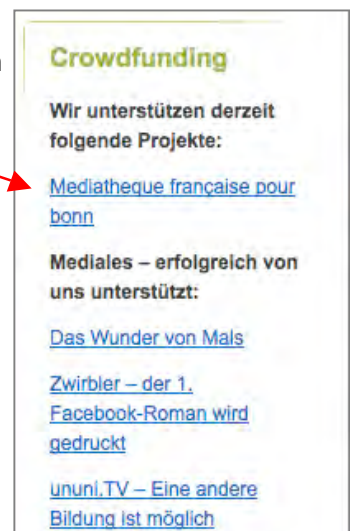 Crowdfunding
Wir unterstützen derzeit
folgende Projekte:
Mediatheque française pour
bonn
Mediales – erfolgreich von
uns unterstützt:
Das Wunder von Mals
Zwirbler – der 1.
Facebook-Roman wird
gedruckt
ununi.TV – Eine andere
Bildung ist möglich